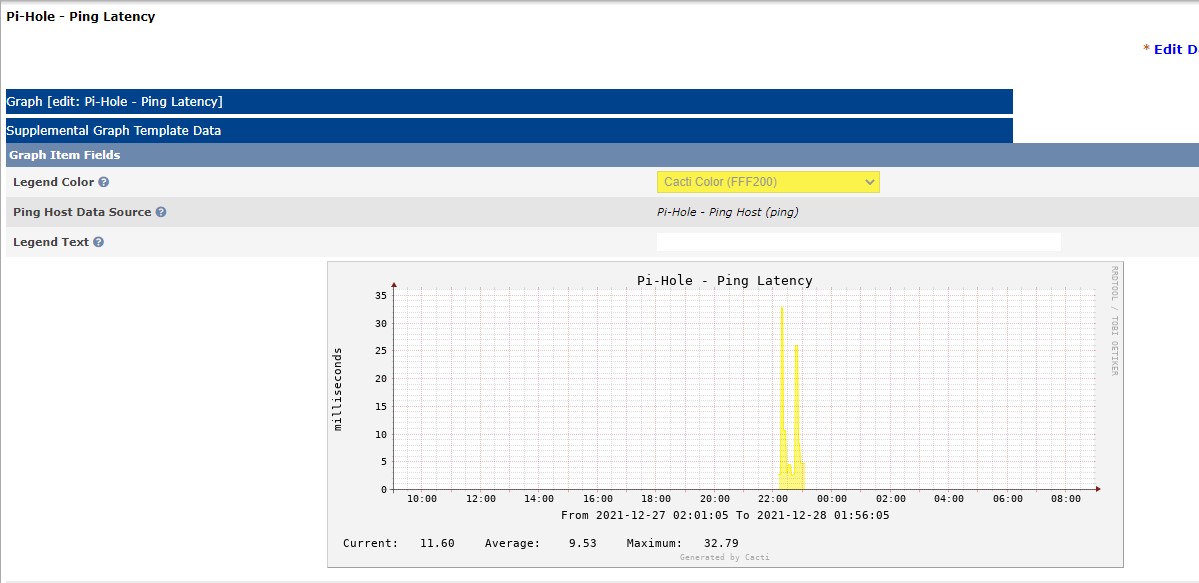 Pi-Hole - Ping Latency
* Edit D
Graph [edit: Pi-Hole - Ping Latency]
Supplemental Graph Template Data
Graph Item Fields
Legend Color ?
Cacti Color (FFF200)
Ping Host Data Source ?
Pi-Hole - Ping Host (ping)
Legend Text ?
Pi-Hole - Ping Latency
RRDTOOL / TOBI OETIKER
milliseconds
35
30
25
20
15
10
5
0
10:00 12:00 14:00 16:00 18:00 20:00 22:00 00:00 02:00 04:00 06:00 08:00
From 2021-12-27 02:01:05 To 2021-12-28 01:56:05
Current: 11.60 Average: 9.53 Maximum: 32.79
Generated by Cacti